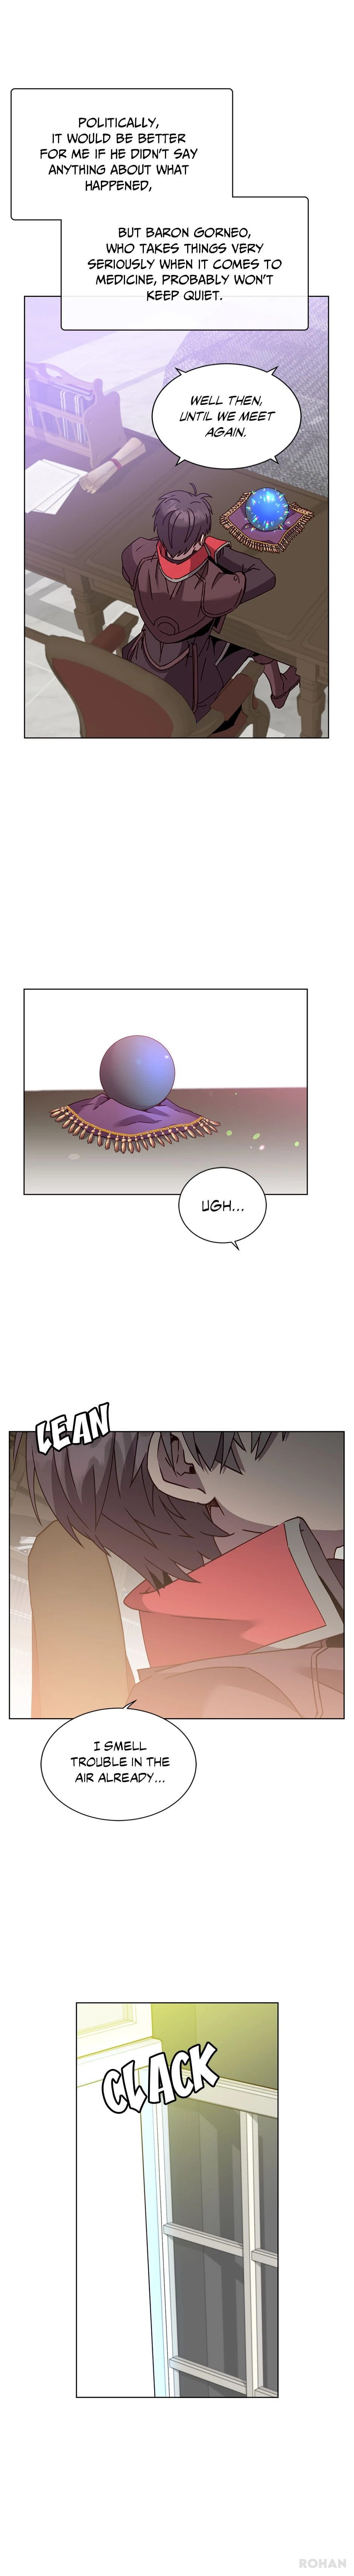 POLITICALLY,
IT WOULD BE BETTER
FOR ME IF HE DIDN'T SAY
ANYTHING ABOUT WHAT
HAPPENED,
BUT BARON GORNEO,
WHO TAKES THINGS VERY
SERIOUSLY WHEN IT COMES TO
MEDICINE, PROBABLY WON'T
KEEP QUIET.
WELL THEN,
UNTIL WE MEET
AGAIN.
UGH...
LEAN
I SMELL
TROUBLE IN THE
AIR ALREADY...
CLACK
ROHAN